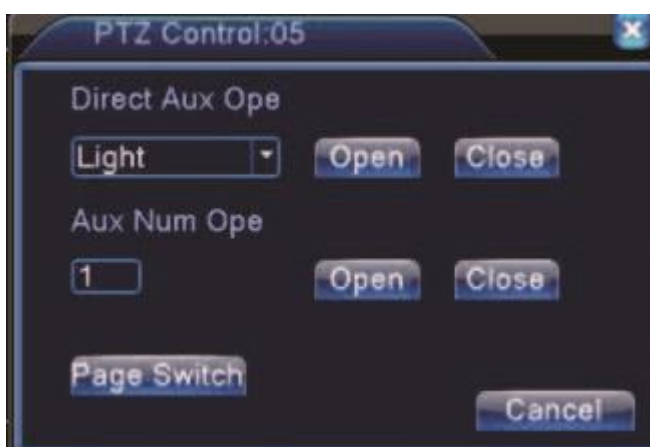 PTZ Control:05
Direct Aux Ope
Light Open Close
Aux Num Ope
1 Open Close
Page Switch
Cancel